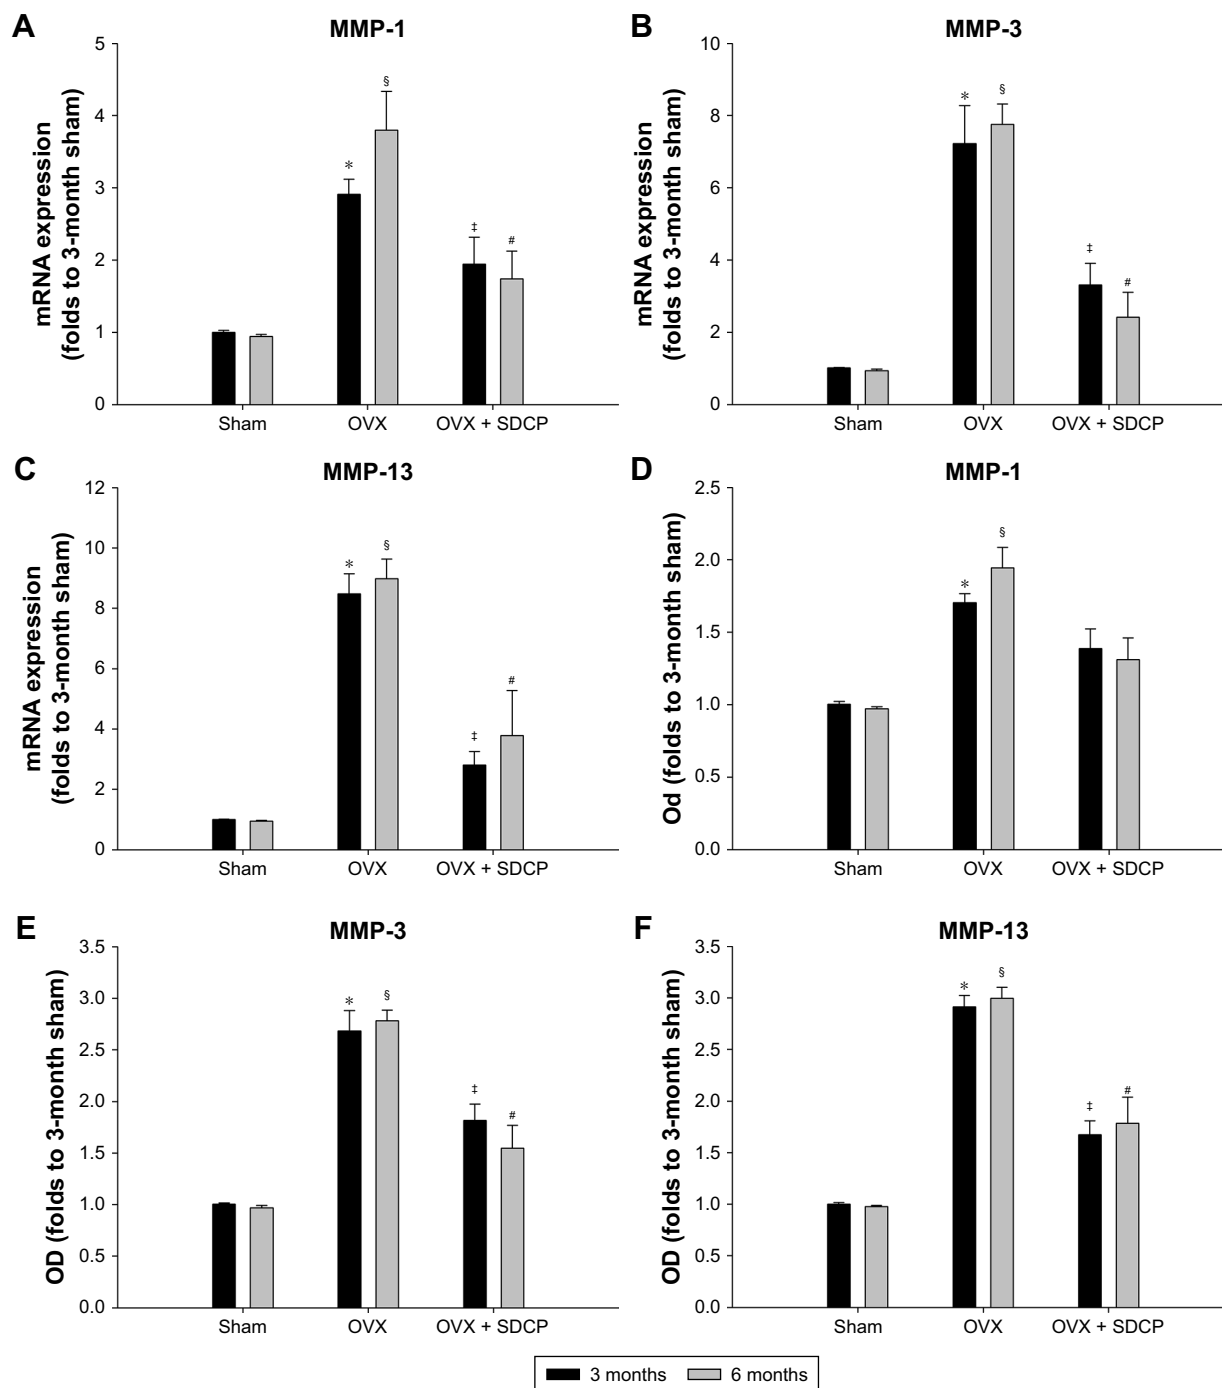 A
MMP-1
mRNA expression
(folds to 3-month sham)
5
4
3
2
1
0
*
§
‡
#
Sham
OVX
OVX + SDCP
B
MMP-3
mRNA expression
(folds to 3-month sham)
10
8
6
4
2
0
*
§
‡
#
Sham
OVX
OVX + SDCP
C
MMP-13
mRNA expression
(folds to 3-month sham)
12
10
8
6
4
2
0
*
§
‡
#
Sham
OVX
OVX + SDCP
D
MMP-1
Od (folds to 3-month sham)
2.5
2.0
1.5
1.0
0.5
0.0
*
§
Sham
OVX
OVX + SDCP
E
MMP-3
OD (folds to 3-month sham)
3.5
3.0
2.5
2.0
1.5
1.0
0.5
0.0
*
§
‡
#
Sham
OVX
OVX + SDCP
F
MMP-13
OD (folds to 3-month sham)
3.5
3.0
2.5
2.0
1.5
1.0
0.5
0.0
*
§
‡
#
Sham
OVX
OVX + SDCP
3 months
6 months